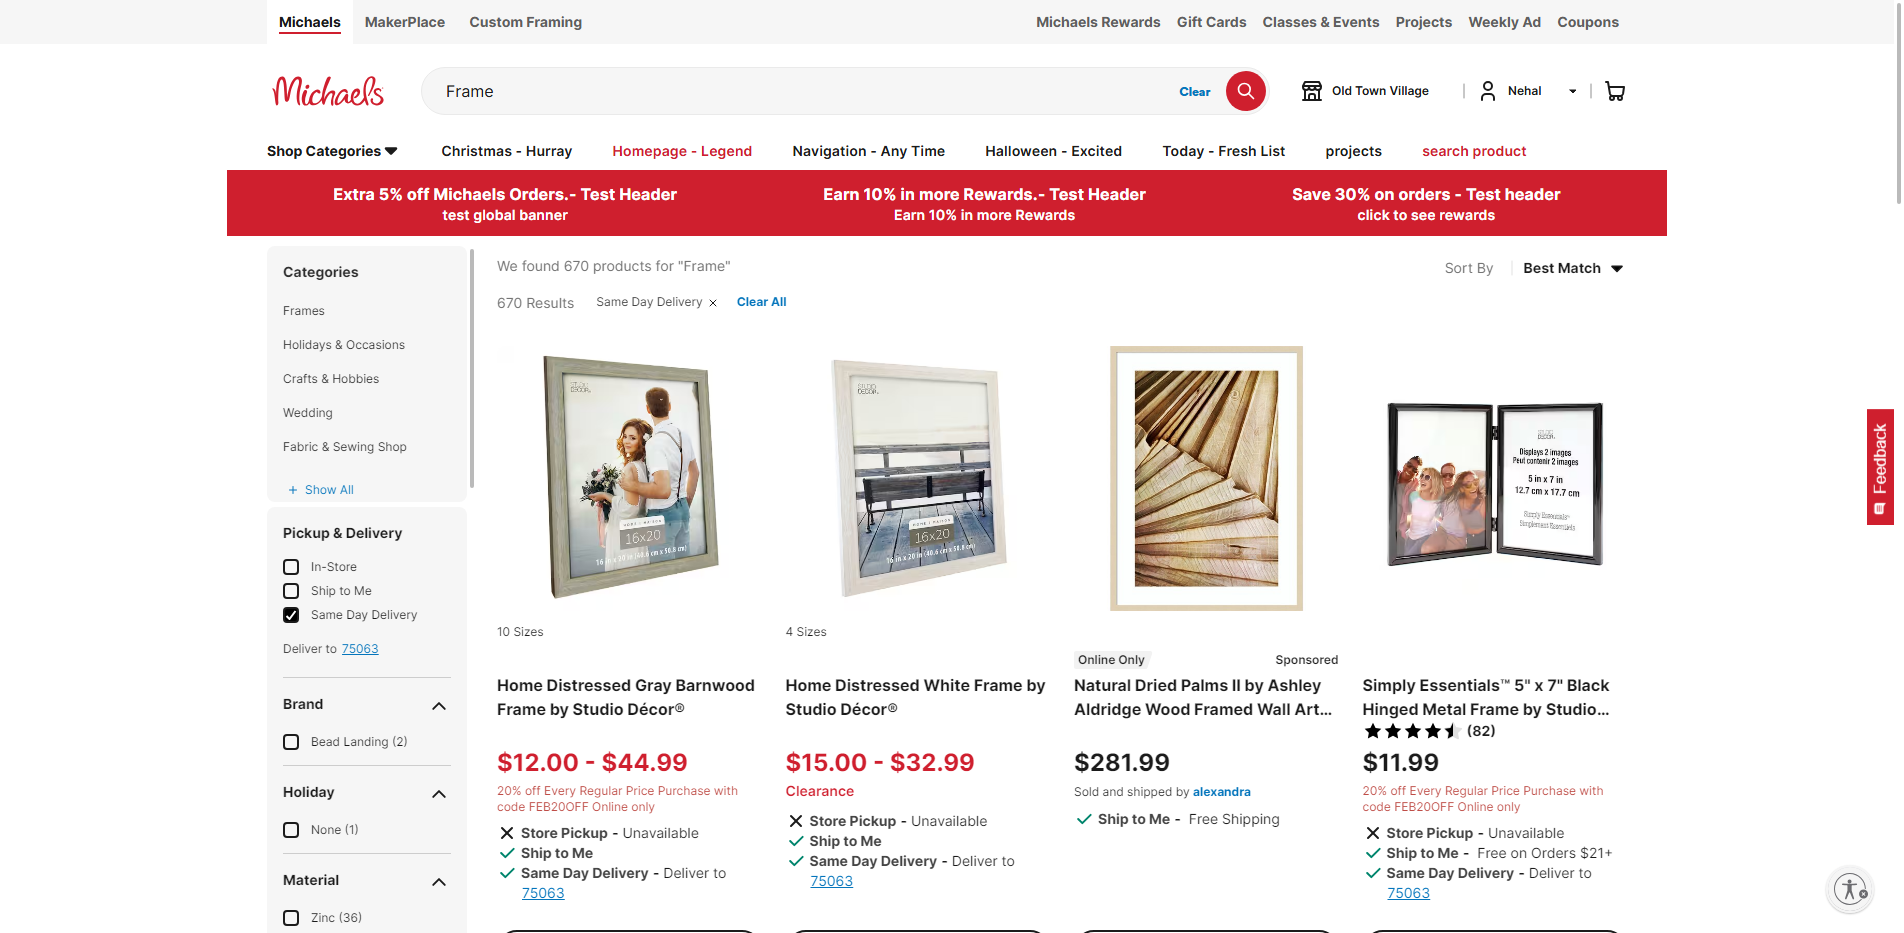 Michaels MakerPlace Custom Framing Michaels Rewards Gift Cards Classes & Events Projects Weekly Ad Coupons
Michaels Frame Clear Old Town Village Nehal
Shop Categories Christmas - Hurray Homepage - Legend Navigation - Any Time Halloween - Excited Today - Fresh List projects search product
Extra 5% off Michaels Orders.- Test Header
test global banner
Earn 10% in more Rewards.- Test Header
Earn 10% in more Rewards
Save 30% on orders - Test header
click to see rewards
Categories
Frames
Holidays & Occasions
Crafts & Hobbies
Wedding
Fabric & Sewing Shop
+ Show All
Pickup & Delivery
In-Store
Ship to Me
Same Day Delivery
Deliver to 75063
Brand
Bead Landing (2)
Holiday
None (1)
Material
Zinc (36)
We found 670 products for "Frame"
Sort By Best Match
670 Results Same Day Delivery × Clear All
STUDIO
DECOR
HOME | MAISON
16x20
16 in x 20 in (40.6 cm x 50.8 cm)
10 Sizes
Home Distressed Gray Barnwood
Frame by Studio Décor®
$12.00 - $44.99
20% off Every Regular Price Purchase with
code FEB20OFF Online only
Store Pickup - Unavailable
Ship to Me
Same Day Delivery - Deliver to
75063
STUDIO
DECOR
HOME | MAISON
16x20
16 in x 20 in (40.6 cm x 50.8 cm)
4 Sizes
Home Distressed White Frame by
Studio Décor®
$15.00 - $32.99
Clearance
Store Pickup - Unavailable
Ship to Me
Same Day Delivery - Deliver to
75063
Online Only Sponsored
Natural Dried Palms II by Ashley
Aldridge Wood Framed Wall Art...
$281.99
Sold and shipped by alexandra
Ship to Me - Free Shipping
STUDIO
DECOR
Displays 2 images
Peut contenir 2 images
5 in x 7 in
12.7 cm x 17.7 cm
Simply Essentials™
Simplement Essentiels
Simply Essentials™ 5" x 7" Black
Hinged Metal Frame by Studio...
(82)
$11.99
20% off Every Regular Price Purchase with
code FEB20OFF Online only
Store Pickup - Unavailable
Ship to Me - Free on Orders $21+
Same Day Delivery - Deliver to
75063
Feedback